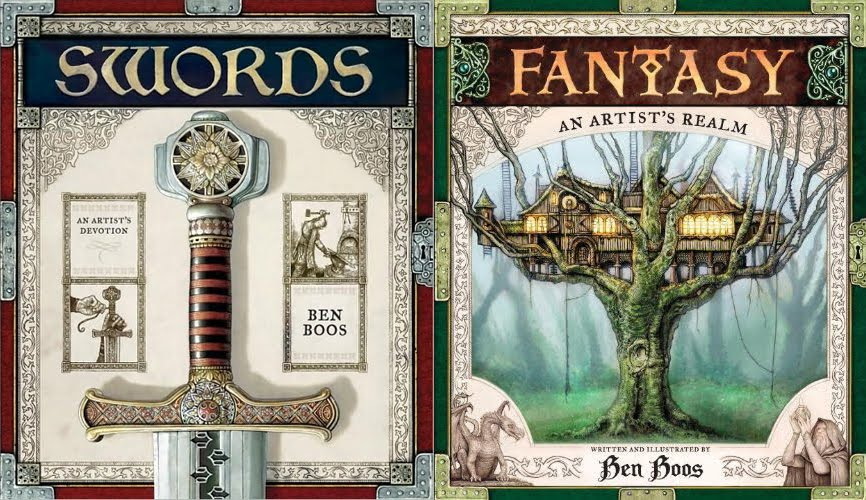 SWORDS
AN ARTIST'S
DEVOTION
BEN
BOOS
FANTASY
AN ARTIST'S REALM
WRITTEN AND ILLUSTRATED BY
Ben Boos